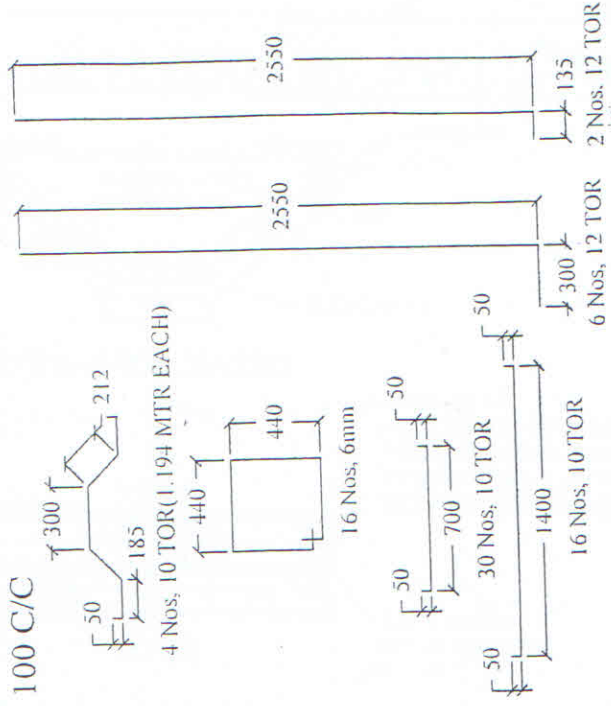 100 C/C
50
185
300
212
4 Nos, 10 TOR(1.194 MTR EACH)
440
440
16 Nos, 6mm
50
700
50
30 Nos, 10 TOR
50
1400
50
16 Nos, 10 TOR
2550
300
6 Nos, 12 TOR
2550
135
2 Nos. 12 TOR